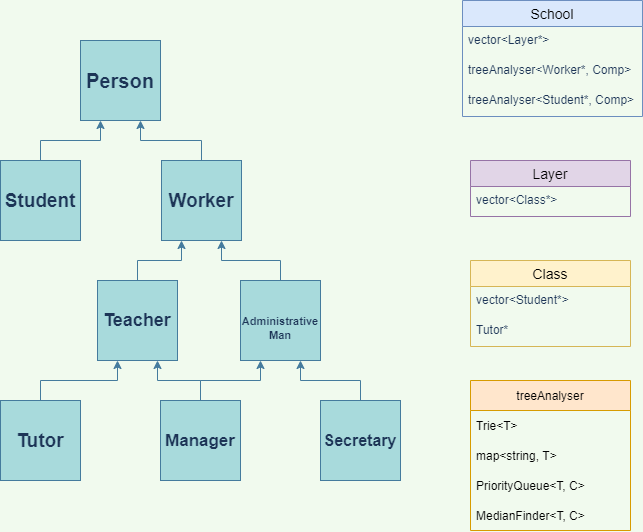 Person
Student
Worker
Teacher
Administrative
Man
Tutor
Manager
Secretary
School
vector<Layer*>
treeAnalyser<Worker*, Comp>
treeAnalyser<Student*, Comp>
Layer
vector<Class*>
Class
vector<Student*>
Tutor*
treeAnalyser
Trie<T>
map<string, T>
PriorityQueue<T, C>
MedianFinder<T, C>